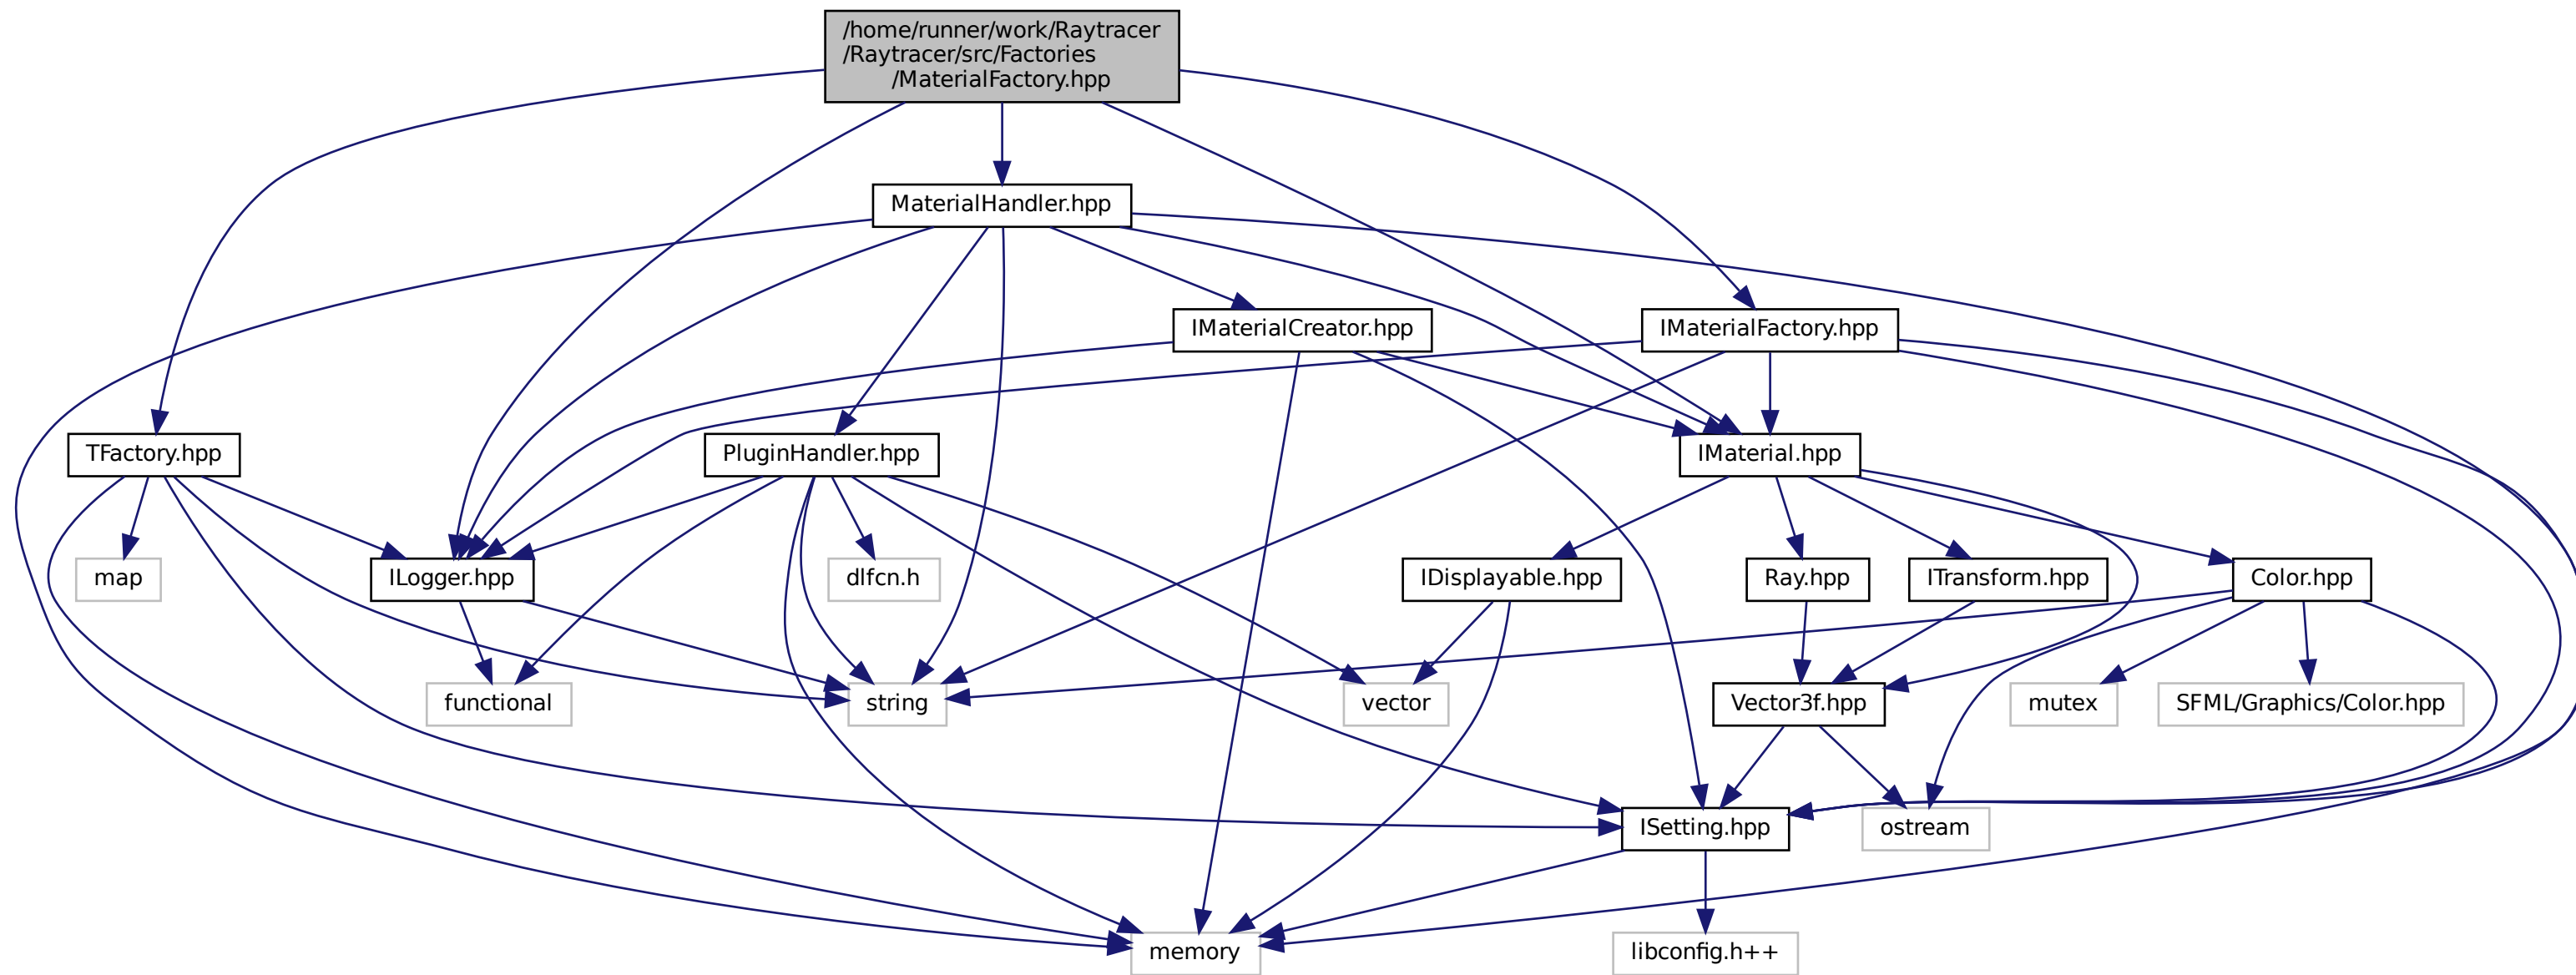 /home/runner/work/Raytracer
/Raytracer/src/Factories
/MaterialFactory.hpp
MaterialHandler.hpp
IMaterialCreator.hpp
IMaterialFactory.hpp
TFactory.hpp
PluginHandler.hpp
IMaterial.hpp
map
ILogger.hpp
dlfcn.h
IDisplayable.hpp
Ray.hpp
ITransform.hpp
Color.hpp
functional
string
vector
Vector3f.hpp
mutex
SFML/Graphics/Color.hpp
ISetting.hpp
ostream
memory
libconfig.h++